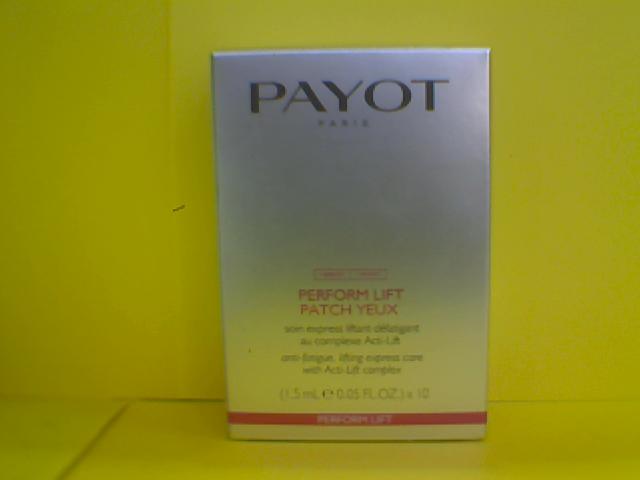 PAYOT
PARIS
PERFORM LIFT
PATCH YEUX
soin express liftant défatigant
au complexe Acti-Lift
anti-fatigue, lifting express care
with Acti-Lift complex
(1.5 mL ℮ 0.05 FL.OZ.) x 10
PERFORM LIFT